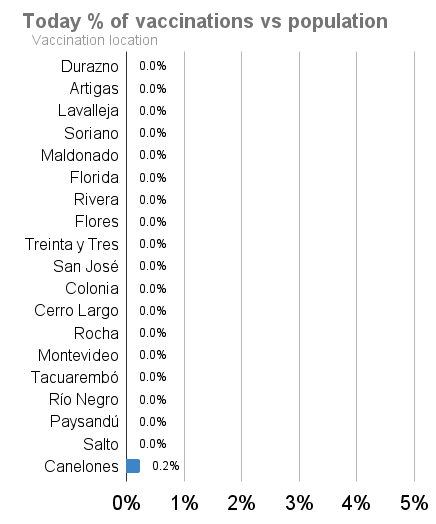 Today % of vaccinations vs population
Vaccination location
Durazno 0.0%
Artigas 0.0%
Lavalleja 0.0%
Soriano 0.0%
Maldonado 0.0%
Florida 0.0%
Rivera 0.0%
Flores 0.0%
Treinta y Tres 0.0%
San José 0.0%
Colonia 0.0%
Cerro Largo 0.0%
Rocha 0.0%
Montevideo 0.0%
Tacuarembó 0.0%
Río Negro 0.0%
Paysandú 0.0%
Salto 0.0%
Canelones 0.2%
0% 1% 2% 3% 4% 5%